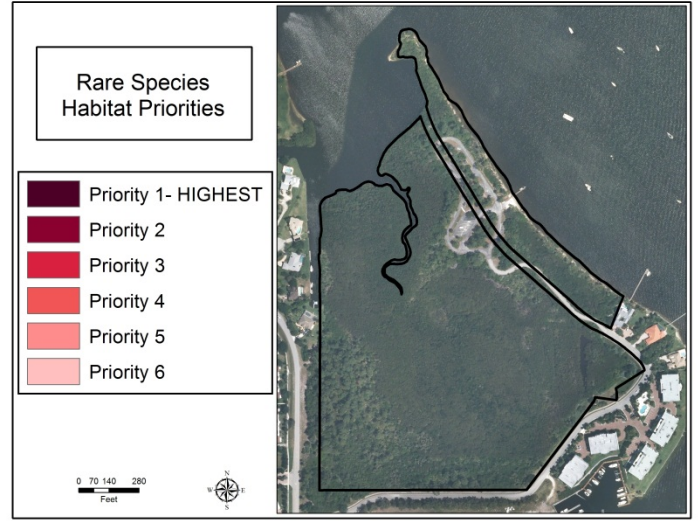 Rare Species
Habitat Priorities
Priority 1- HIGHEST
Priority 2
Priority 3
Priority 4
Priority 5
Priority 6
0 70 140 280
Feet
N
W E
S